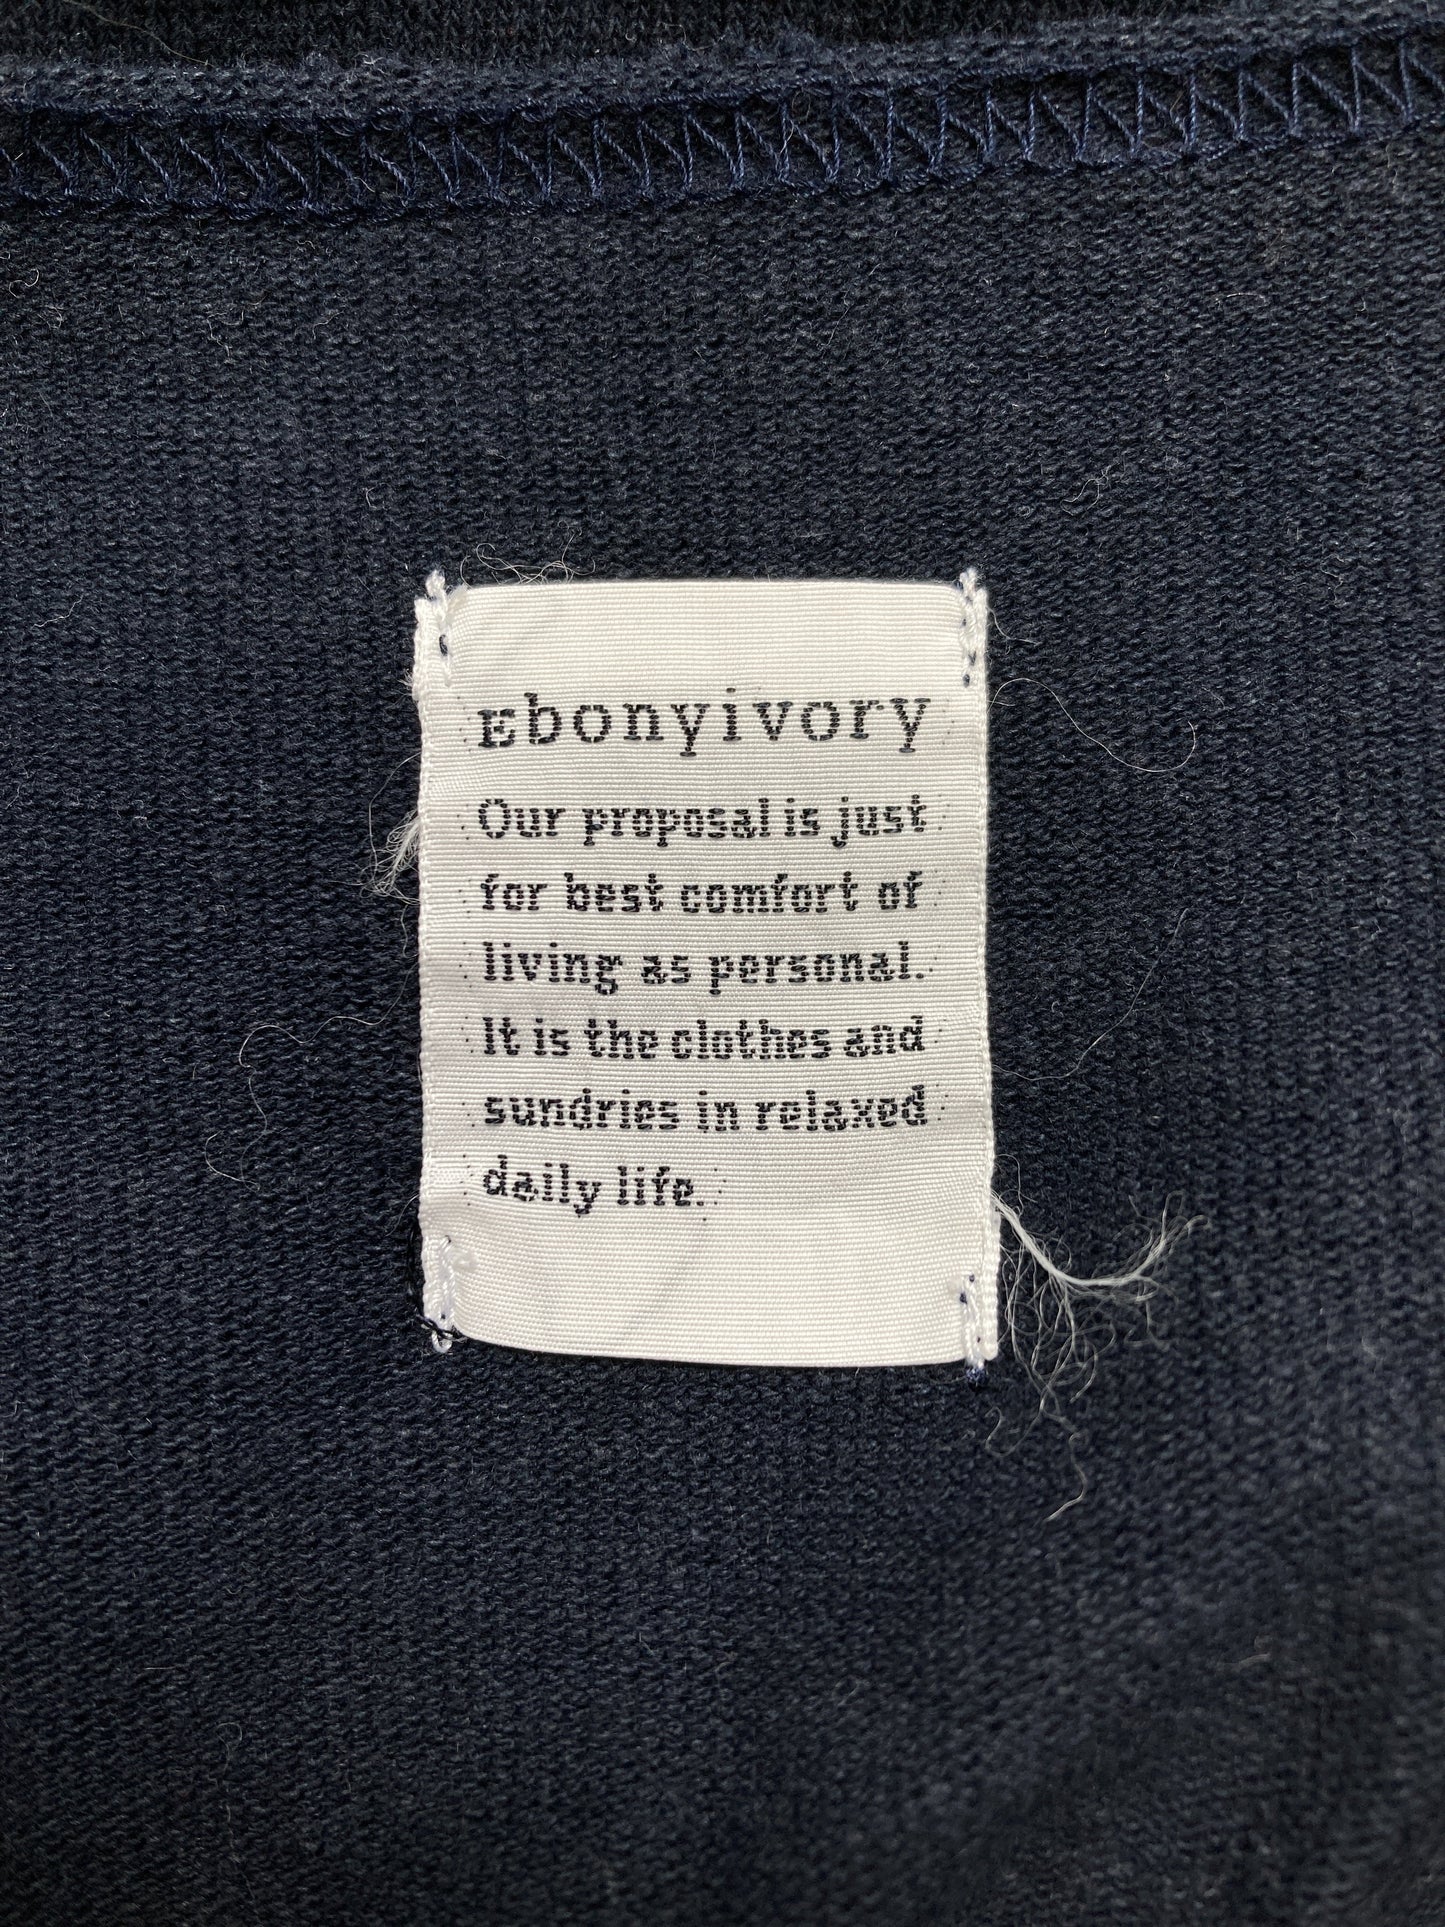 Ebonyivory
Our proposal is just
for best comfort of
living as personal.
It is the clothes and
sundries in relaxed
daily life.